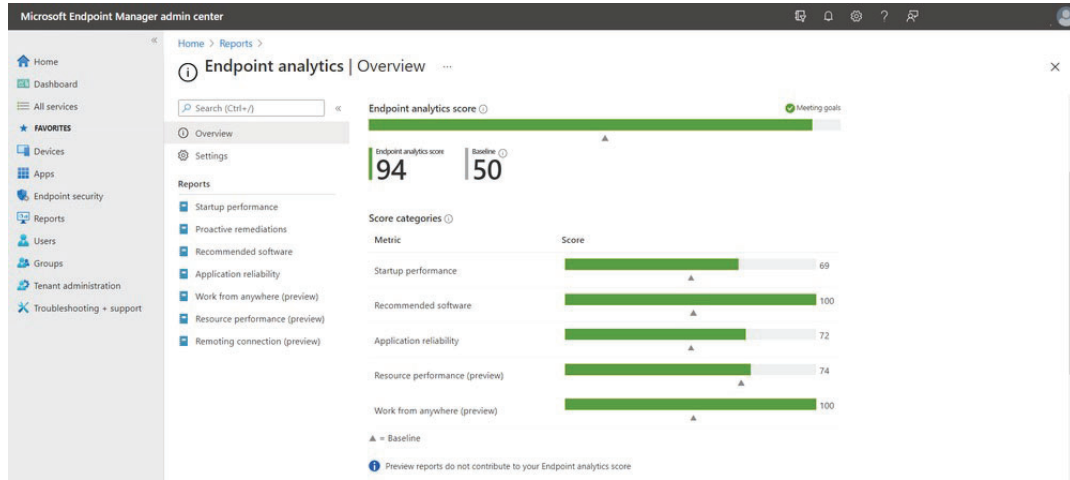 Microsoft Endpoint Manager admin center
Home > Reports >
Endpoint analytics | Overview ...
Home
Dashboard
All services
FAVORITES
Devices
Apps
Endpoint security
Reports
Users
Groups
Tenant administration
Troubleshooting + support
Search (Ctrl+/)
Overview
Settings
Reports
Startup performance
Proactive remediations
Recommended software
Application reliability
Work from anywhere (preview)
Resource performance (preview)
Remoting connection (preview)
Endpoint analytics score
Meeting goals
Endpoint analytics score
94
Baseline
50
Score categories
Metric Score
Startup performance 69
Recommended software 100
Application reliability 72
Resource performance (preview) 74
Work from anywhere (preview) 100
▲ = Baseline
Preview reports do not contribute to your Endpoint analytics score